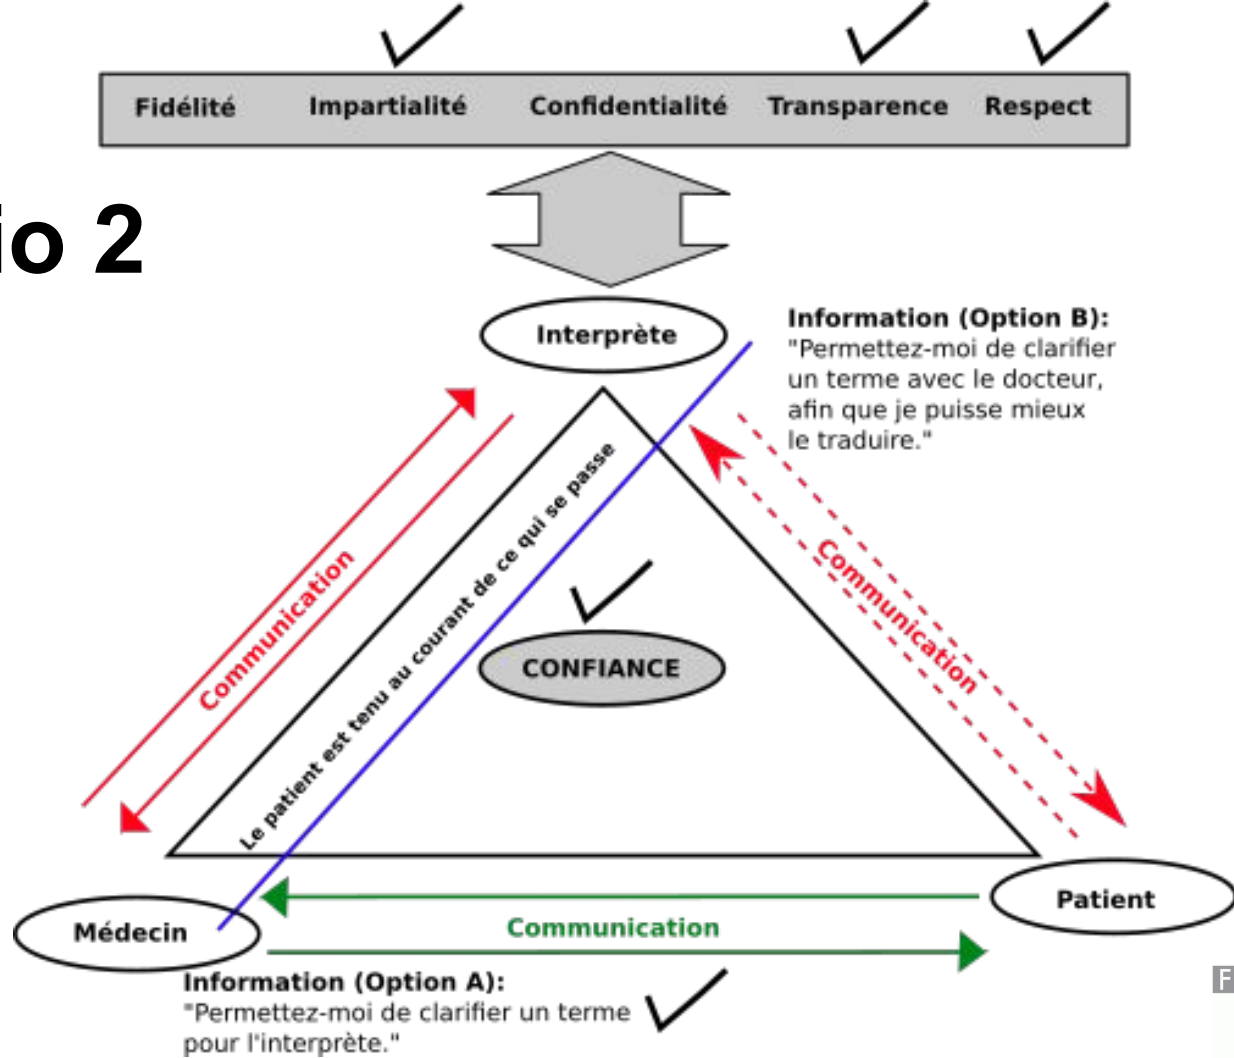 Fidélité Impartialité Confidentialité Transparence Respect
io 2
Interprète
Information (Option B):
"Permettez-moi de clarifier
un terme avec le docteur,
afin que je puisse mieux
le traduire."
Communication
Le patient est tenu au courant de ce qui se passe
Communication
CONFIANCE
Médecin
Communication
Patient
Information (Option A):
"Permettez-moi de clarifier un terme
pour l'interprète."
F